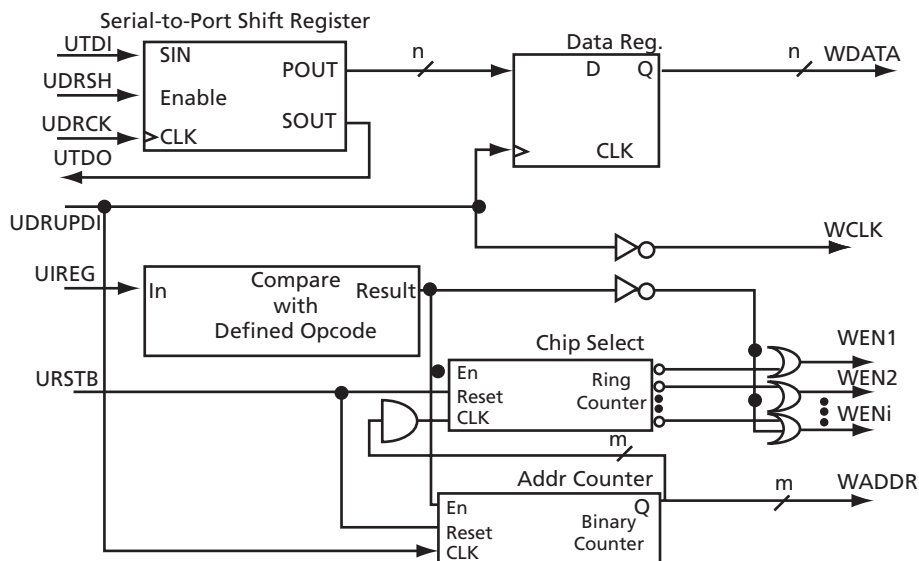 Serial-to-Port Shift Register
UTDI
SIN
UDRSH
Enable
UDRCK
CLK
UTDO
POUT
SOUT
n
Data Reg.
D Q
CLK
n
WDATA
UDRUPDI
WCLK
UIREG
In
Compare
with
Defined Opcode
Result
Chip Select
En
Reset
CLK
Ring
Counter
WEN1
WEN2
WENi
URSTB
m
Addr Counter
En
Reset
CLK
Q
Binary
Counter
m
WADDR